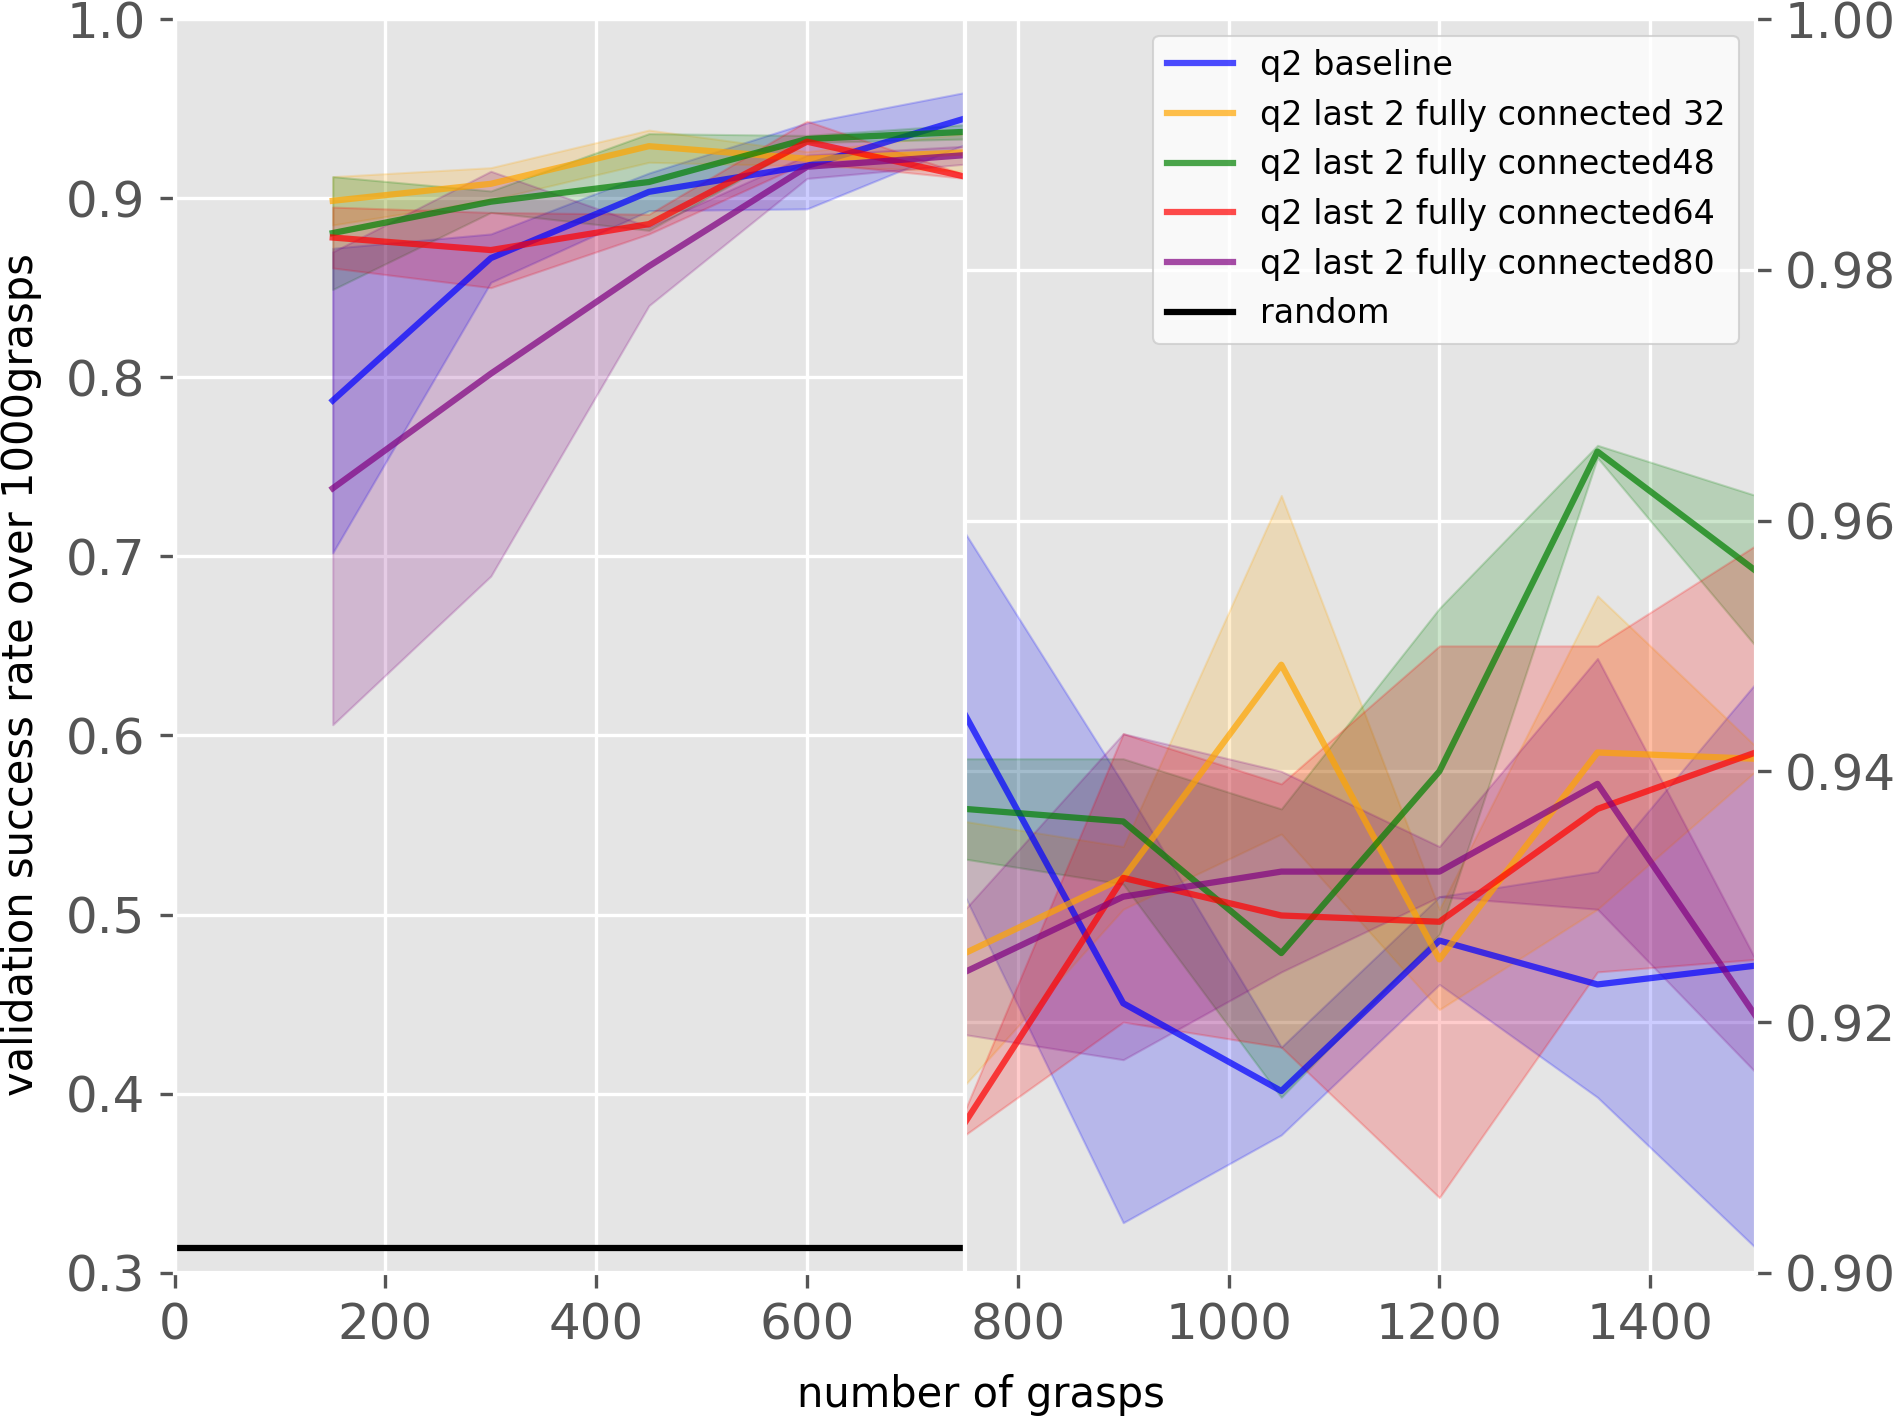 validation success rate over 1000grasps
1.0
0.9
0.8
0.7
0.6
0.5
0.4
0.3
q2 baseline
q2 last 2 fully connected 32
q2 last 2 fully connected48
q2 last 2 fully connected64
q2 last 2 fully connected80
random
1.00
0.98
0.96
0.94
0.92
0.90
0 200 400 600 800 1000 1200 1400
number of grasps